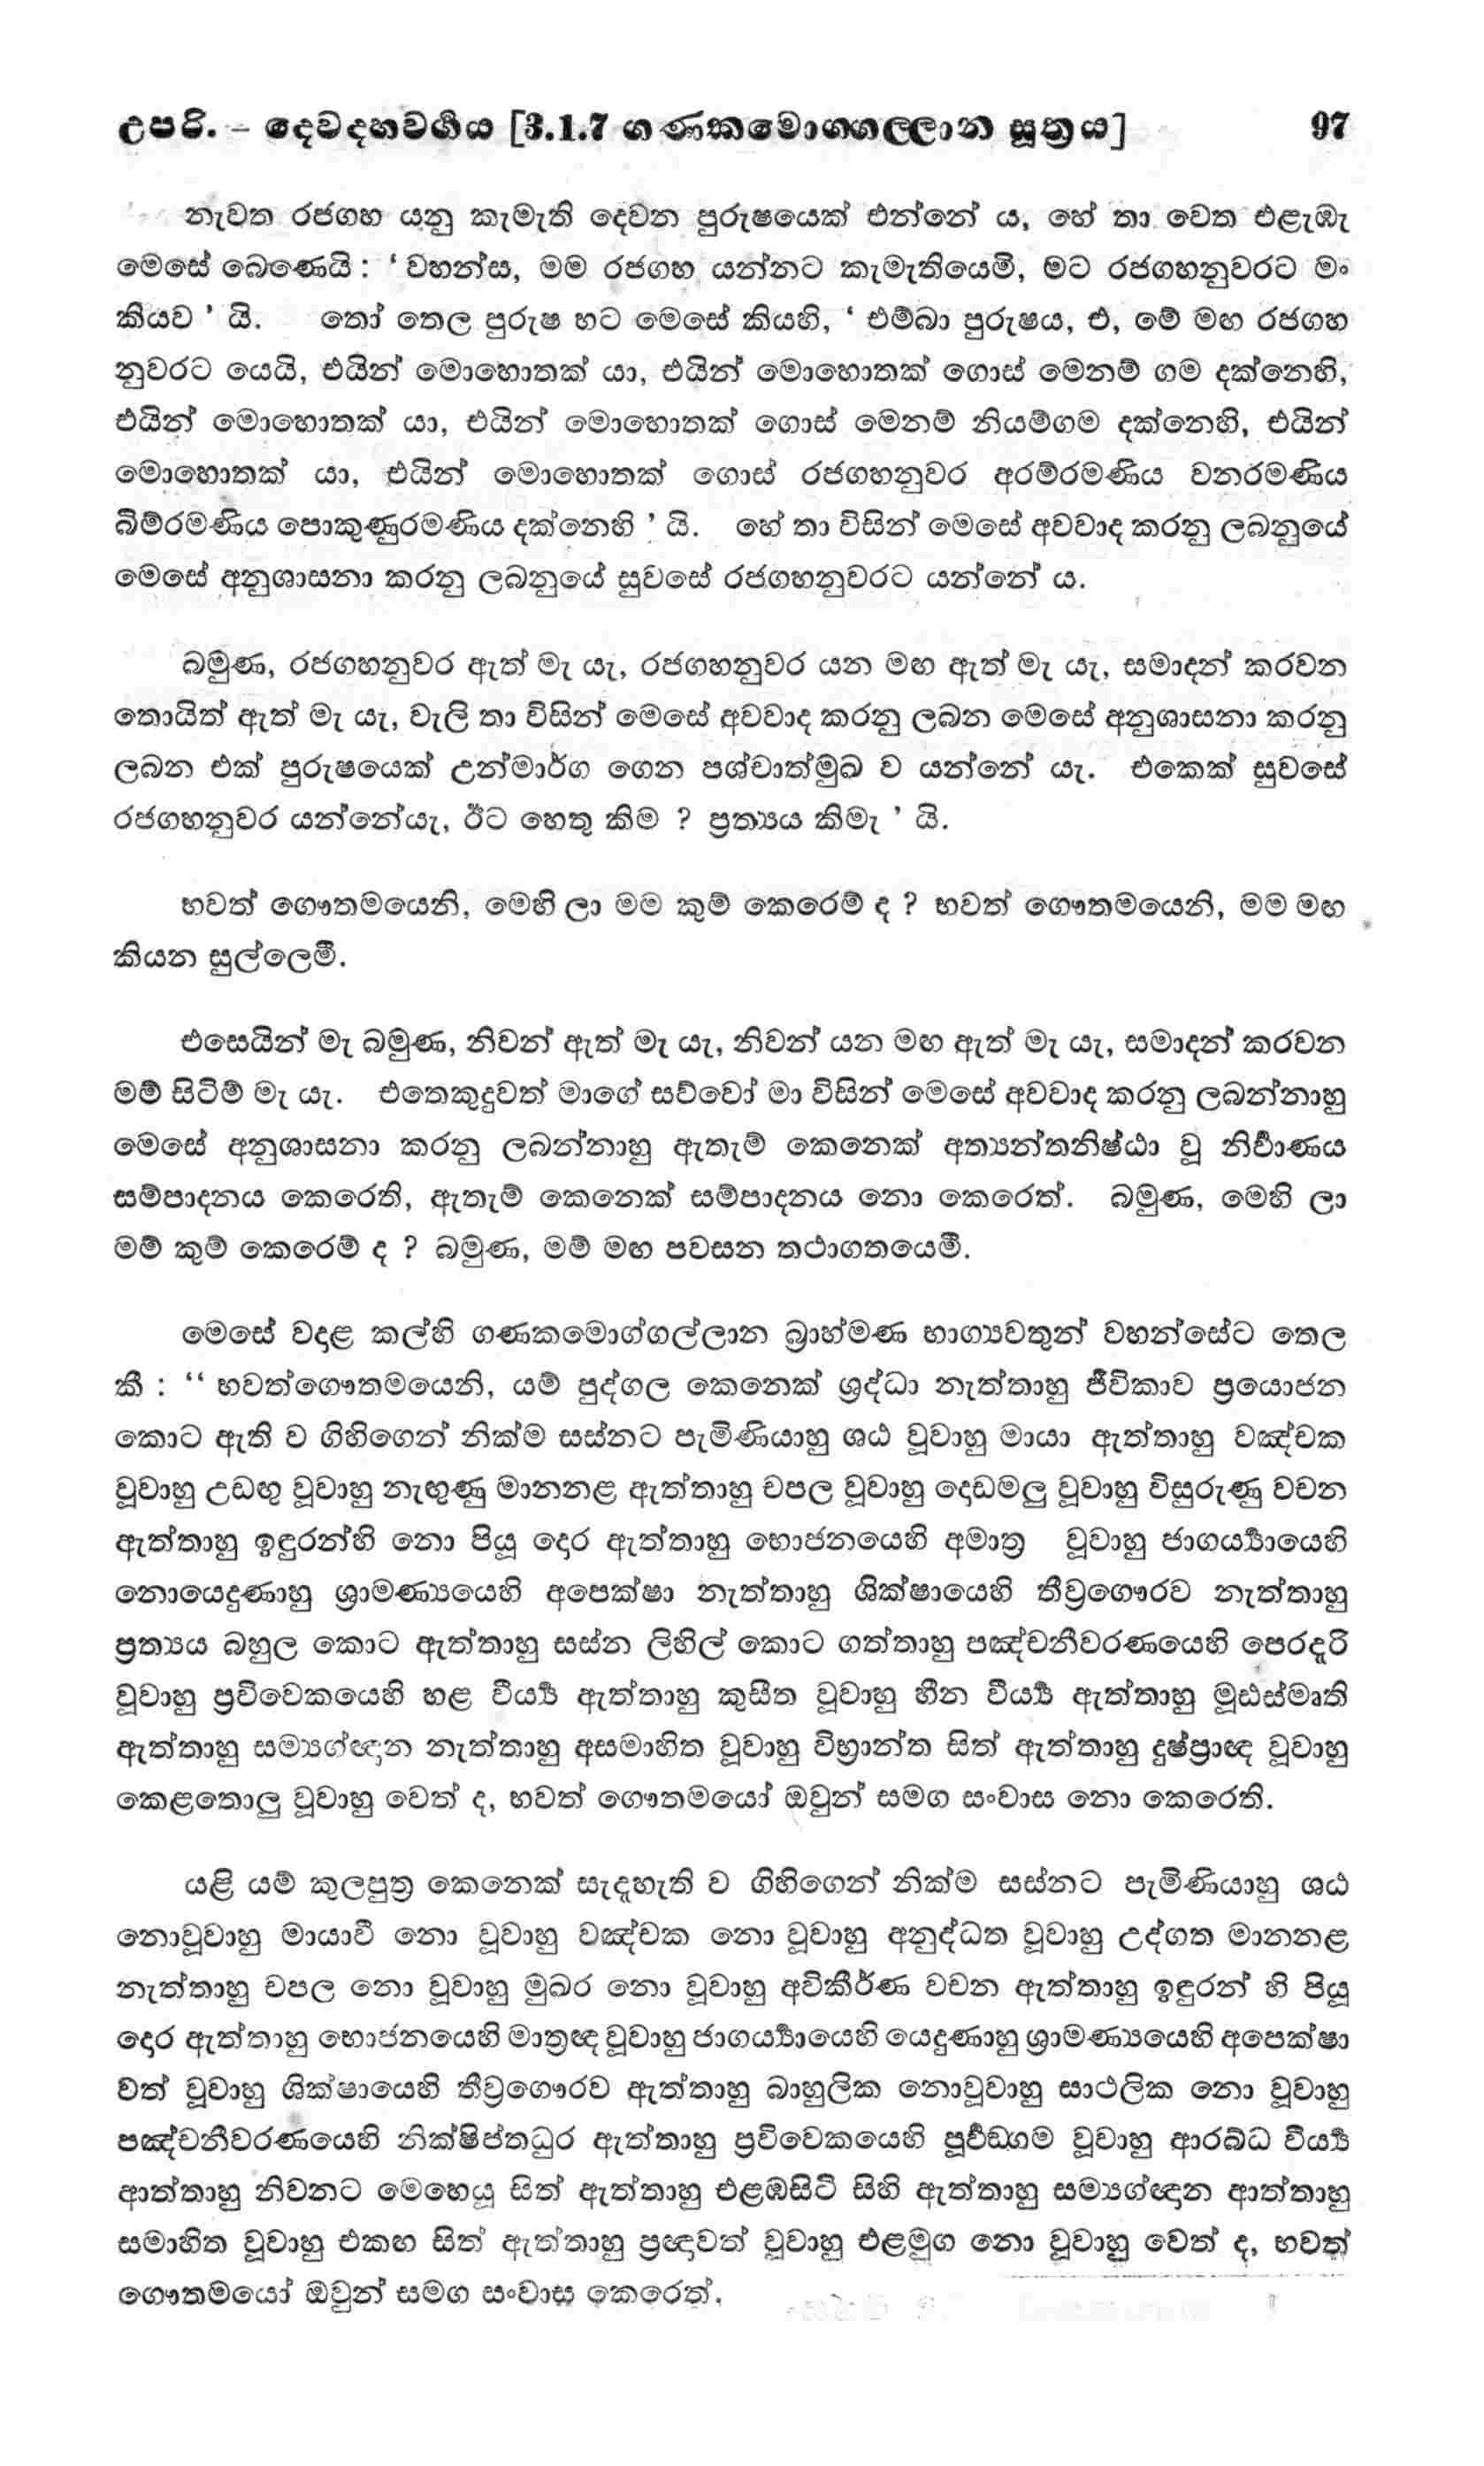 උපරි. – දෙවදහවර්‍ගය [3.1.7 ගණකමොග්ගල්ලාන සූත්‍රය] 97
නැවත රජගහ යනු කැමැති දෙවන පුරුෂයෙක් එන්නේ ය, හේ තා වෙත එළැඹැ
මෙසේ බෙණෙයි : ‘ වහන්ස, මම රජගහ යන්නට කැමැතියෙමි, මට රජගහනුවරට මං
කියව ’ යි. තෝ තෙල පුරුෂ හට මෙසේ කියහි, ‘ එම්බා පුරුෂය, එ, මේ මඟ රජගහ
නුවරට යෙයි, එයින් මොහොතක් යා, එයින් මොහොතක් ගොස් මෙනම් ගම දක්නෙහි,
එයින් මොහොතක් යා, එයින් මොහොතක් ගොස් මෙනම් නියම්ගම දක්නෙහි, එයින්
මොහොතක් යා, එයින් මොහොතක් ගොස් රජගහනුවර අරම්රමණිය වනරමණිය
බිම්රමණිය පොකුණුරමණිය දක්නෙහි ’ යි. හේ තා විසින් මෙසේ අවවාද කරනු ලබනුයේ
මෙසේ අනුශාසනා කරනු ලබනුයේ සුවසේ රජගහනුවරට යන්නේ ය.
බමුණ, රජගහනුවර ඇත් මැ යැ, රජගහනුවර යන මඟ ඇත් මැ යැ, සමාදන් කරවන
තොයිත් ඇත් මැ යැ, වැලි තා විසින් මෙසේ අවවාද කරනු ලබන මෙසේ අනුශාසනා කරනු
ලබන එක් පුරුෂයෙක් උන්මාර්ග ගෙන පශ්චාත්මුඛ ව යන්නේ යැ. එකෙක් සුවසේ
රජගහනුවර යන්නේයැ, ඊට හෙතු කිම ? ප්‍රත්‍යය කිමැ ’ යි.
භවත් ගෞතමයෙනි, මෙහි ලා මම කුම් කෙරෙම් ද ? භවත් ගෞතමයෙනි, මම මඟ
කියන සුල්ලෙමී.
එසෙයින් මැ බමුණ, නිවන් ඇත් මැ යැ, නිවන් යන මඟ ඇත් මැ යැ, සමාදන් කරවන
මම් සිටිම් මැ යැ. එතෙකුදුවත් මාගේ සව්වෝ මා විසින් මෙසේ අවවාද කරනු ලබන්නාහු
මෙසේ අනුශාසනා කරනු ලබන්නාහු ඇතැම් කෙනෙක් අත්‍යන්තනිෂ්ඨා වූ නිර්‍වාණය
සම්පාදනය කෙරෙති, ඇතැම් කෙනෙක් සම්පාදනය නො කෙරෙත්. බමුණ, මෙහි ලා
මම් කුම් කෙරෙම් ද ? බමුණ, මම් මඟ පවසන තථාගතයෙමි.
මෙසේ වදළ කල්හි ගණකමොග්ගල්ලාන බ්‍රාහ්මණ භාග්‍යවතුන් වහන්සේට තෙල
කී : ‘‘ භවත්ගෞතමයෙනි, යම් පුද්ගල කෙනෙක් ශ්‍රද්ධා නැත්තාහු ජීවිකාව ප්‍රයොජන
කොට ඇති ව ගිහිගෙන් නික්ම සස්නට පැමිණියාහු ශඨ වූවාහු මායා ඇත්තාහු වඤ්චක
වූවාහු උඩඟු වූවාහු නැඟුණු මානනළ ඇත්තාහු චපල වූවාහු දෙඩමලු වූවාහු විසුරුණු වචන
ඇත්තාහු ඉඳුරන්හි නො පියූ දෙර ඇත්තාහු භොජනයෙහි අමාත්‍ර වූවාහු ජාගර්‍ය්‍යායෙහි
නොයෙදුණාහු ශ්‍රාමණ්‍යයෙහි අපෙක්ෂා නැත්තාහු ශික්ෂායෙහි තීව්‍රගෞරව නැත්තාහු
ප්‍රත්‍යය බහුල කොට ඇත්තාහු සස්න ලිහිල් කොට ගත්තාහු පඤ්චනීවරණයෙහි පෙරදැරි
වූවාහු ප්‍රවිවෙකයෙහි හළ වීර්‍ය්‍ය ඇත්තාහු කුසීත වූවාහු හීන වීර්‍ය්‍ය ඇත්තාහු මූඪස්මෘති
ඇත්තාහු සම්‍යග්ඥාන නැත්තාහු අසමාහිත වූවාහු විභ්‍රාන්ත සිත් ඇත්තාහු දුෂ්ප්‍රාඥ වූවාහු
කෙළතොලු වූවාහු වෙත් ද, භවත් ගෞතමයෝ ඔවුන් සමග සංවාස නො කෙරෙති.
යළි යම් කුලපුත්‍ර කෙනෙක් සැදෑහැති ව ගිහිගෙන් නික්ම සස්නට පැමිණියාහු ශඨ
නොවූවාහු මායාවී නො වූවාහු වඤ්චක නො වූවාහු අනුද්ධත වූවාහු උද්ගත මානනළ
නැත්තාහු චපල නො වූවාහු මුඛර නො වූවාහු අවිකීර්ණ වචන ඇත්තාහු ඉඳුරන් හි පියූ
දෙර ඇත්තාහු භොජනයෙහි මාත්‍රඥ වූවාහු ජාගර්‍ය්‍යායෙහි යෙදුණාහු ශ්‍රාමණ්‍යයෙහි අපෙක්ෂා
වත් වූවාහු ශික්ෂායෙහි තීව්‍රගෞරව ඇත්තාහු බාහුලික නොවූවාහු සාථලික නො වූවාහු
පඤ්චනීවරණයෙහි නික්ෂිප්තධුර ඇත්තාහු ප්‍රවිවෙකයෙහි පූර්‍වඞ්ගම වූවාහු ආරබ්ධ වීර්‍ය්‍ය
ආත්තාහු නිවනට මෙහෙයූ සිත් ඇත්තාහු එළඹසිටි සිහි ඇත්තාහු සම්‍යග්ඥාන ආත්තාහු
සමාහිත වූවාහු එකඟ සිත් ඇත්තාහු ප්‍රඥාවත් වූවාහු එළමුග නො වූවාහු වෙත් ද, භවත්
ගෞතමයෝ ඔවුන් සමග සංවාස කෙරෙත්.